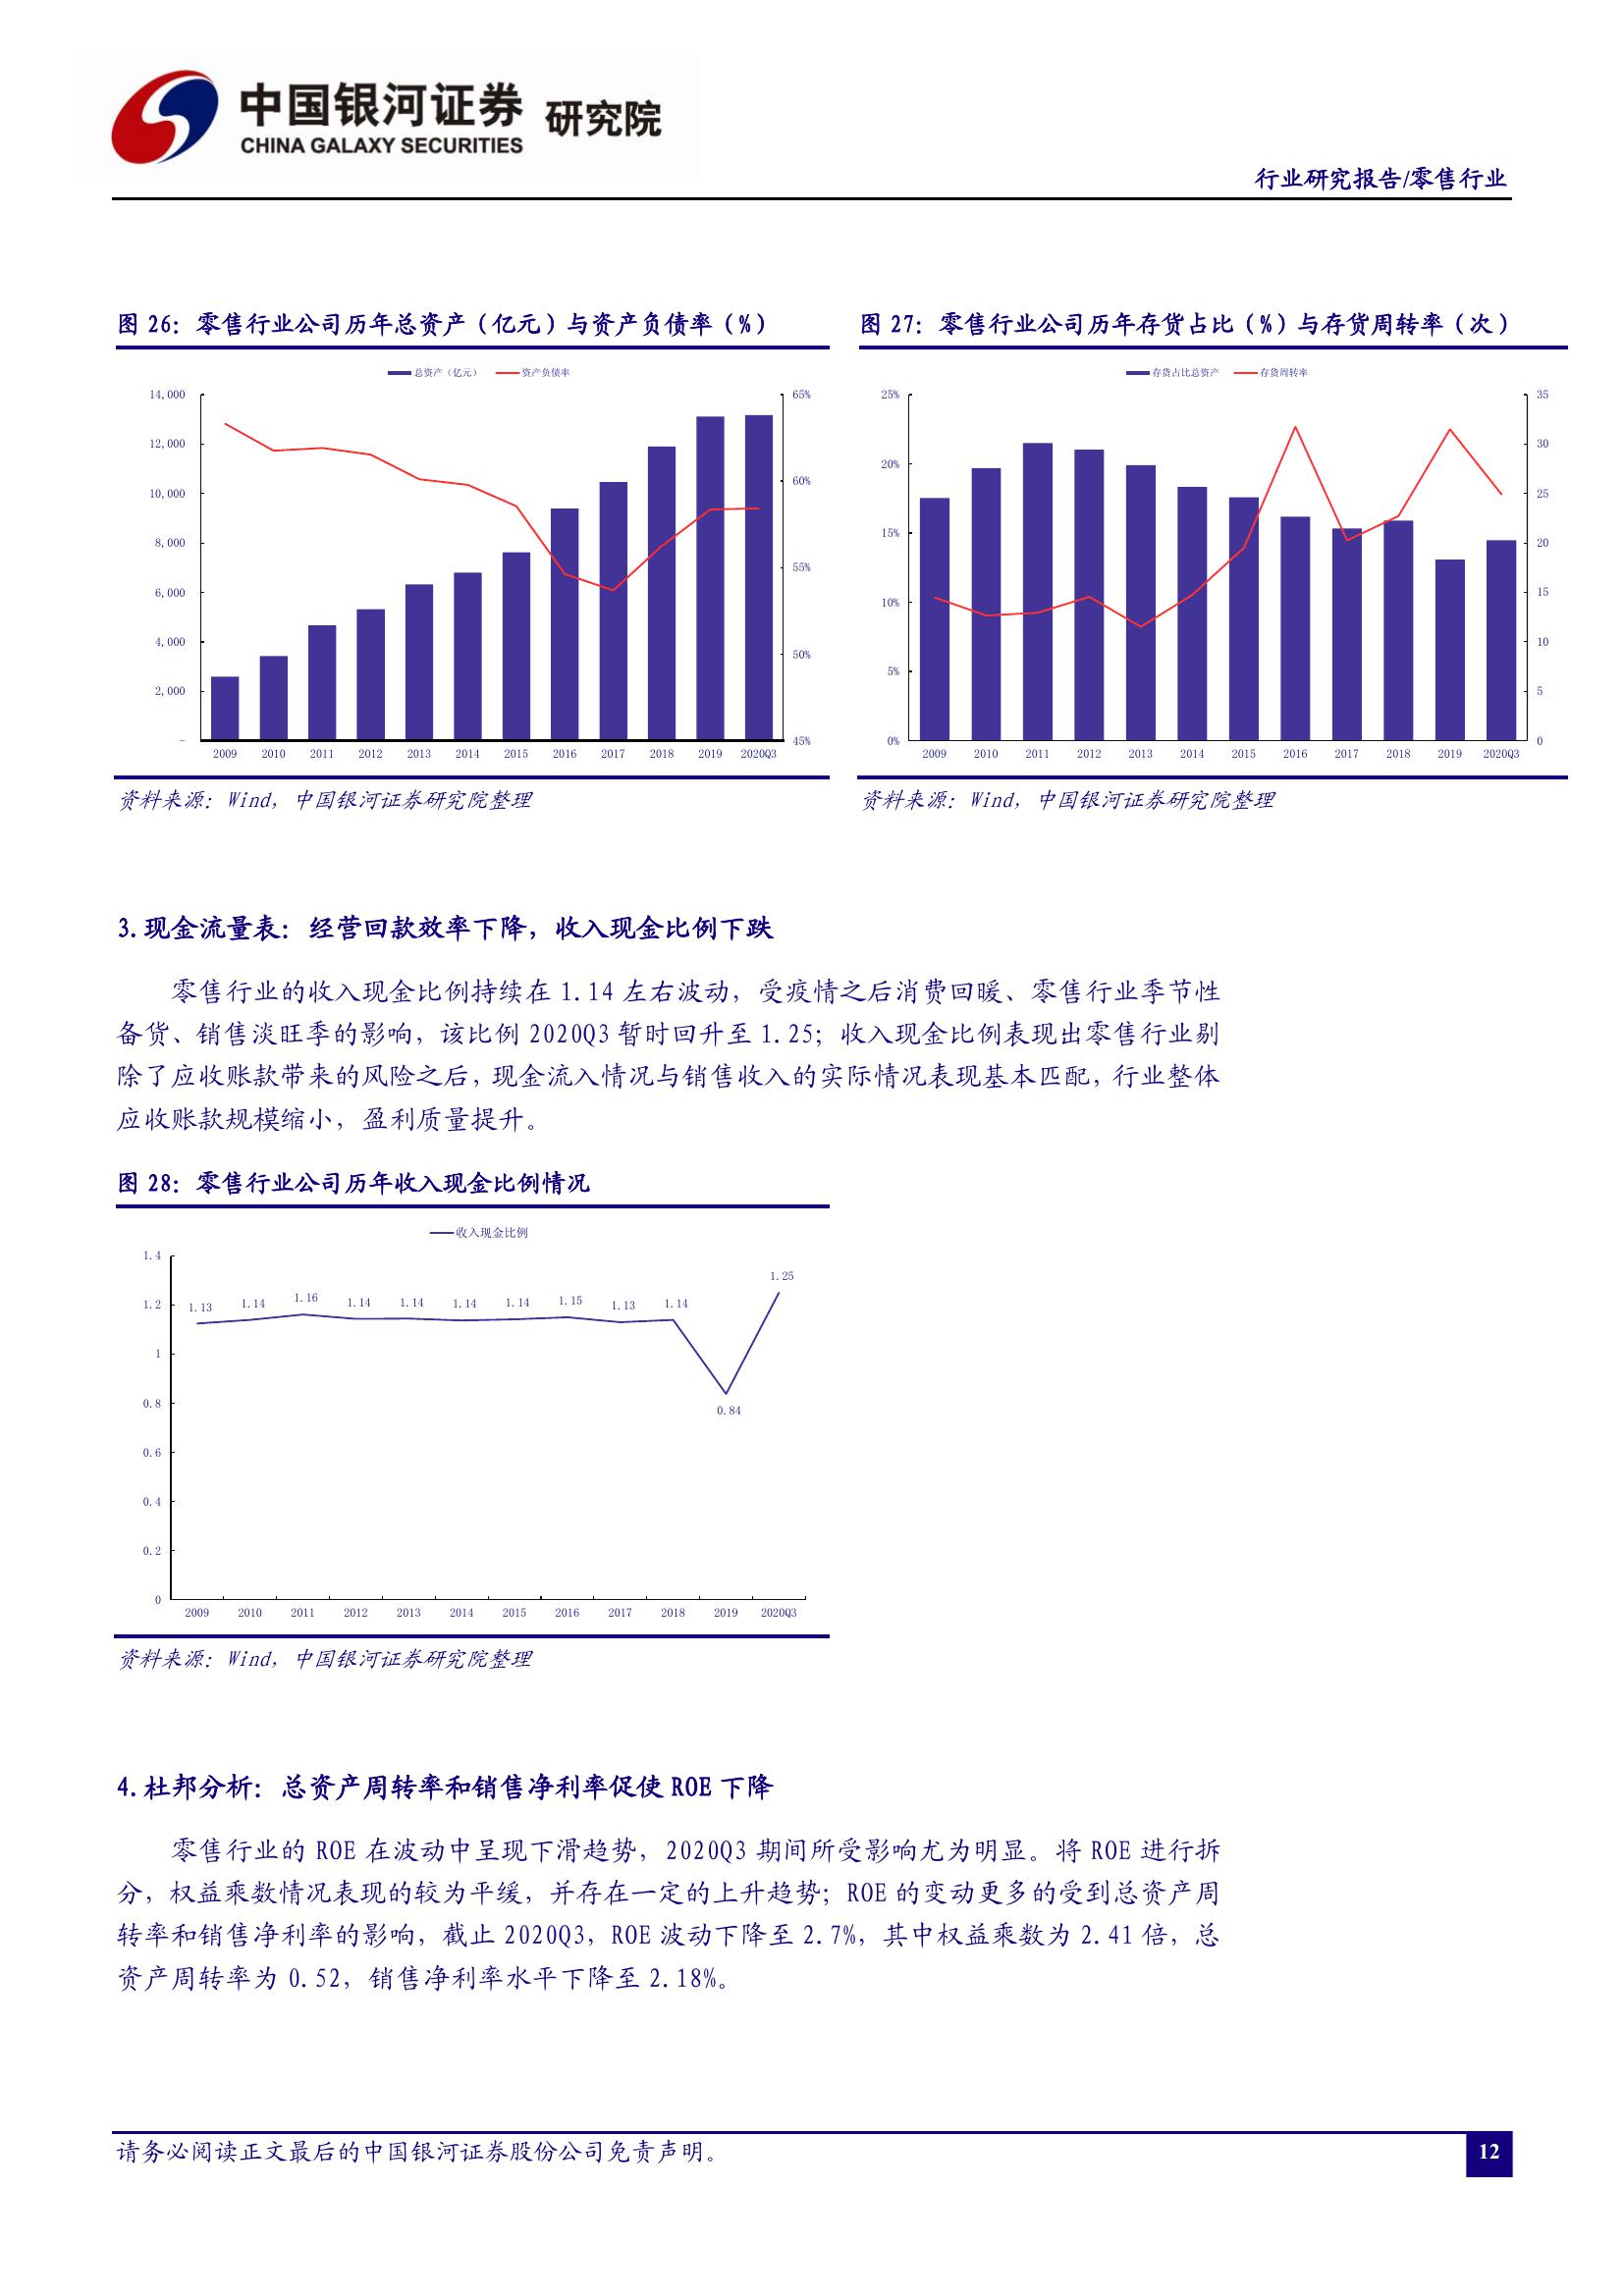 中国银河证券 研究院
CHINA GALAXY SECURITIES
行业研究报告/零售行业
图 26：零售行业公司历年总资产（亿元）与资产负债率（%）
总资产（亿元） 资产负债率
14,000
12,000
10,000
8,000
6,000
4,000
2,000
-
65%
60%
55%
50%
45%
2009 2010 2011 2012 2013 2014 2015 2016 2017 2018 2019 2020Q3
资料来源：Wind，中国银河证券研究院整理
图 27：零售行业公司历年存货占比（%）与存货周转率（次）
存货占比总资产 存货周转率
25%
20%
15%
10%
5%
0%
35
30
25
20
15
10
5
0
2009 2010 2011 2012 2013 2014 2015 2016 2017 2018 2019 2020Q3
资料来源：Wind，中国银河证券研究院整理
3.现金流量表：经营回款效率下降，收入现金比例下跌
零售行业的收入现金比例持续在 1.14 左右波动，受疫情之后消费回暖、零售行业季节性
备货、销售淡旺季的影响，该比例 2020Q3 暂时回升至 1.25；收入现金比例表现出零售行业剔
除了应收账款带来的风险之后，现金流入情况与销售收入的实际情况表现基本匹配，行业整体
应收账款规模缩小，盈利质量提升。
图 28：零售行业公司历年收入现金比例情况
收入现金比例
1.4
1.2
1
0.8
0.6
0.4
0.2
0
1.13 1.14 1.16 1.14 1.14 1.14 1.14 1.15 1.13 1.14 0.84 1.25
2009 2010 2011 2012 2013 2014 2015 2016 2017 2018 2019 2020Q3
资料来源：Wind，中国银河证券研究院整理
4.杜邦分析：总资产周转率和销售净利率促使 ROE 下降
零售行业的 ROE 在波动中呈现下滑趋势，2020Q3 期间所受影响尤为明显。将 ROE 进行拆
分，权益乘数情况表现的较为平缓，并存在一定的上升趋势；ROE 的变动更多的受到总资产周
转率和销售净利率的影响，截止 2020Q3，ROE 波动下降至 2.7%，其中权益乘数为 2.41 倍，总
资产周转率为 0.52，销售净利率水平下降至 2.18%。
请务必阅读正文最后的中国银河证券股份公司免责声明。
12